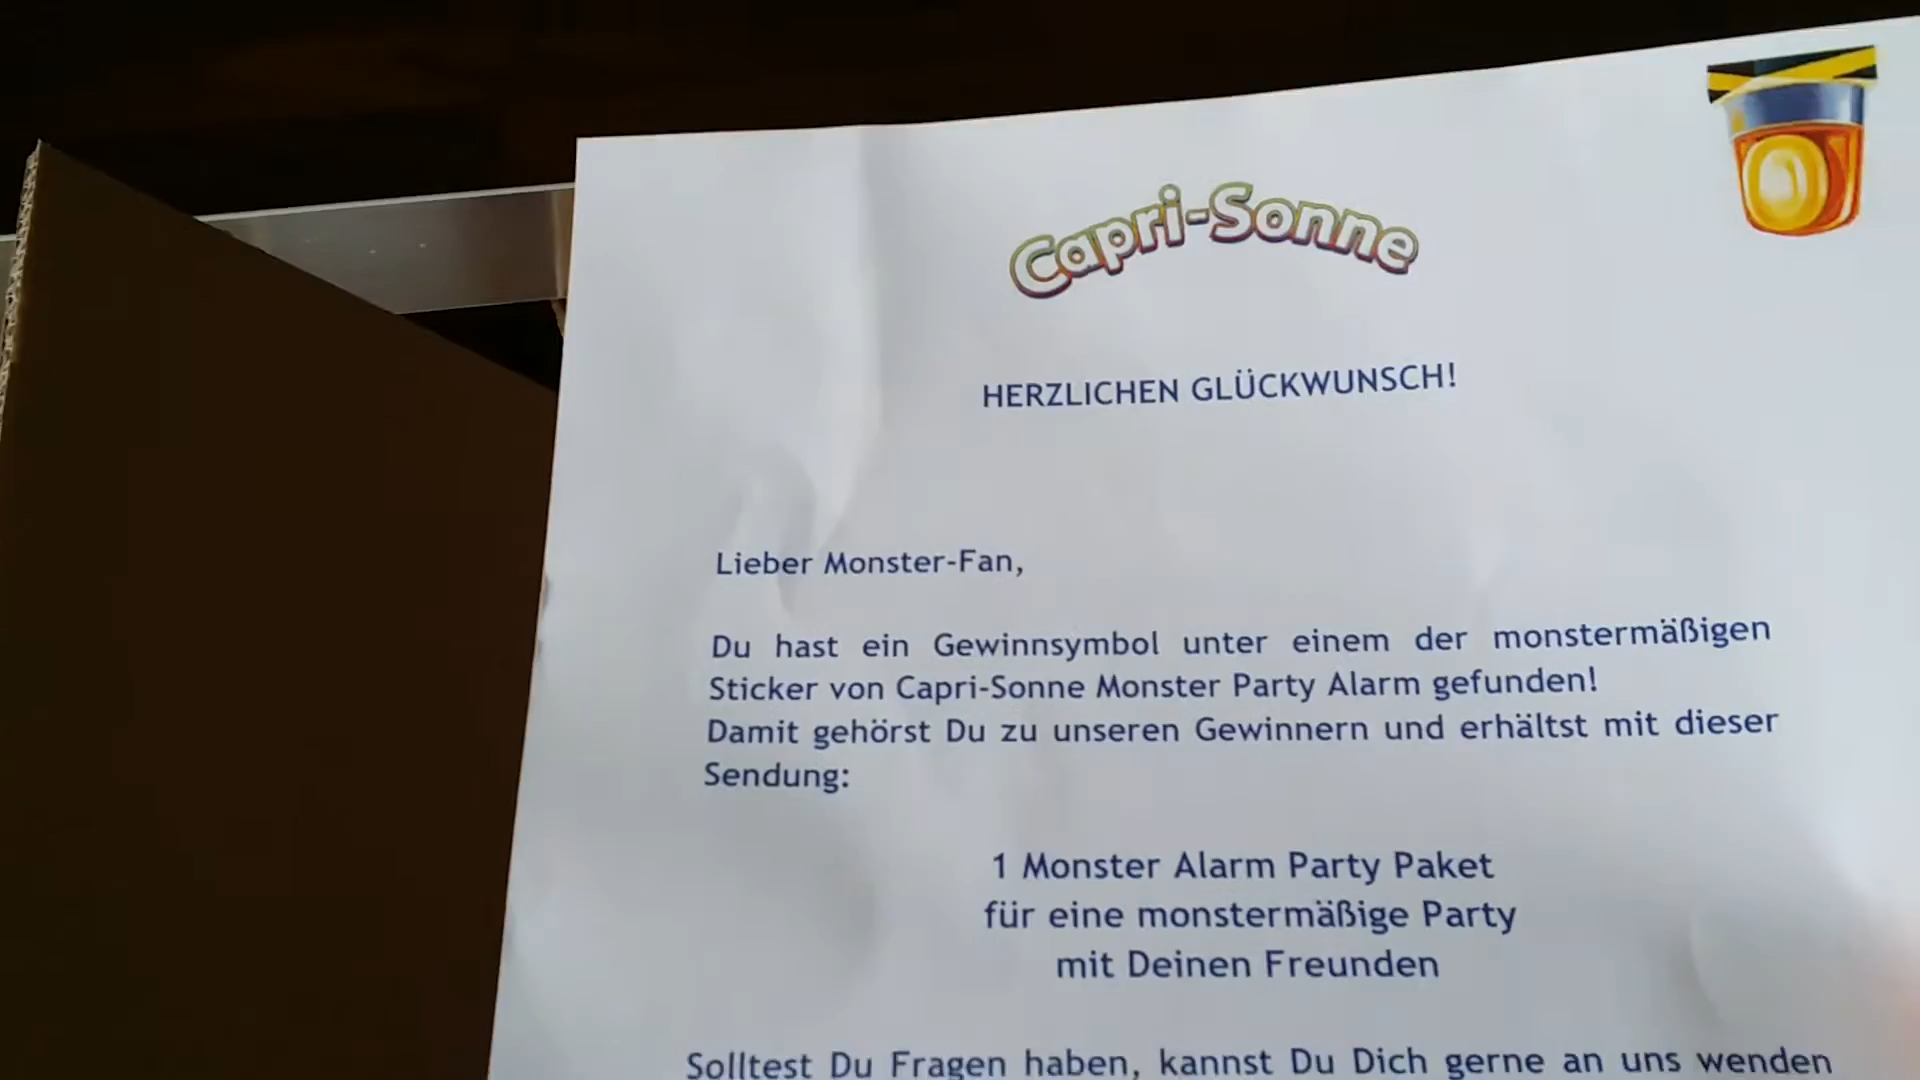 Capri-Sonne
HERZLICHEN GLÜCKWUNSCH!
Lieber Monster-Fan,
Du hast ein Gewinnsymbol unter einem der monstermäßigen
Sticker von Capri-Sonne Monster Party Alarm gefunden!
Damit gehörst Du zu unseren Gewinnern und erhältst mit dieser
Sendung:
1 Monster Alarm Party Paket
für eine monstermäßige Party
mit Deinen Freunden
Solltest Du Fragen haben, kannst Du Dich gerne an uns wenden